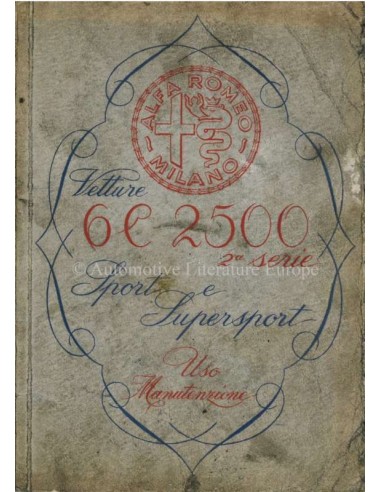 ALFA ROMEO
MILANO
Vetture
6C 2500
2a serie
© Automotive Literature Europe
Sport e
Supersport
Uso
Manutenzione